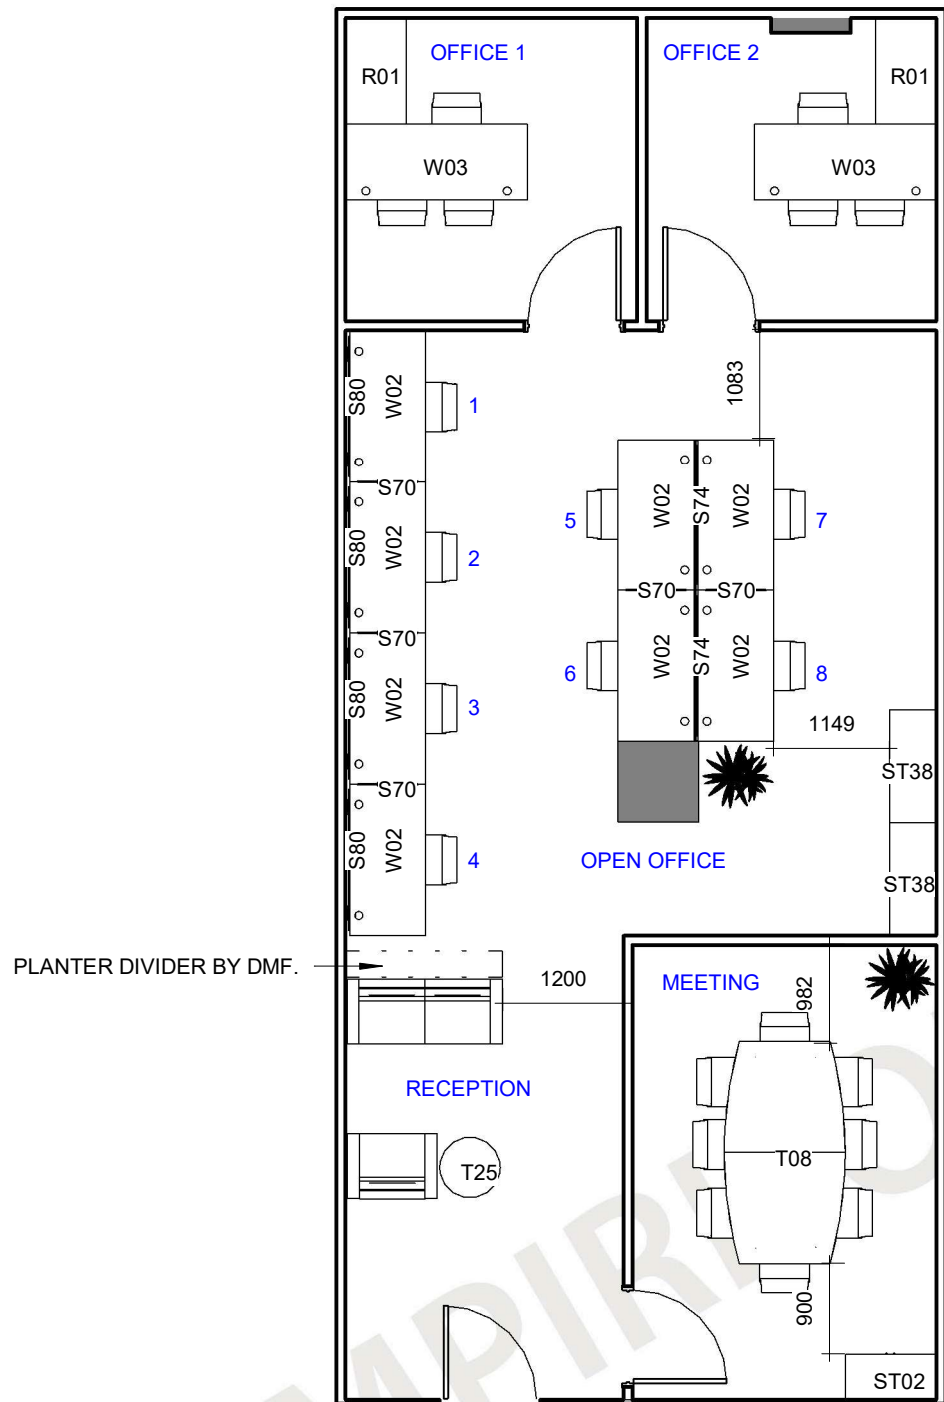 OFFICE 1
OFFICE 2
R01
R01
W03
W03
1083
S80
W02
1
S70
S80
W02
2
S70
S80
W02
3
S70
S80
W02
4
5
W02
S74
W02
7
S70
S70
6
W02
S74
W02
8
1149
ST38
ST38
OPEN OFFICE
PLANTER DIVIDER BY DMF.
1200
MEETING
982
RECEPTION
T08
T25
900
ST02